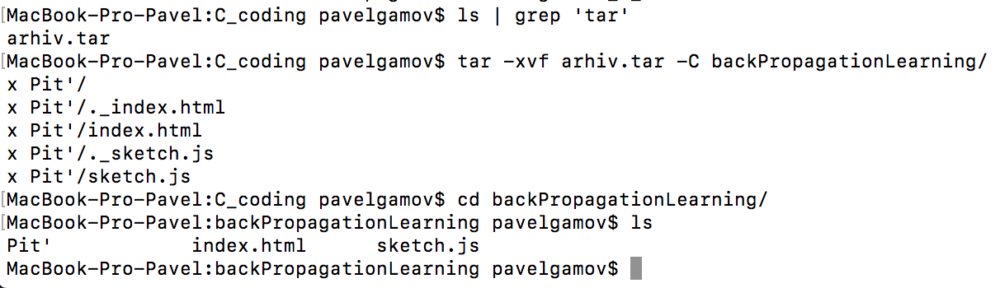 [MacBook-Pro-Pavel:C_coding pavelgamov$ ls | grep 'tar'
arhiv.tar
[MacBook-Pro-Pavel:C_coding pavelgamov$ tar -xvf arhiv.tar -C backPropagationLearning/
x Pit'/
x Pit'/._index.html
x Pit'/index.html
x Pit'/._sketch.js
x Pit'/sketch.js
[MacBook-Pro-Pavel:C_coding pavelgamov$ cd backPropagationLearning/
[MacBook-Pro-Pavel:backPropagationLearning pavelgamov$ ls
Pit' index.html sketch.js
MacBook-Pro-Pavel:backPropagationLearning pavelgamov$